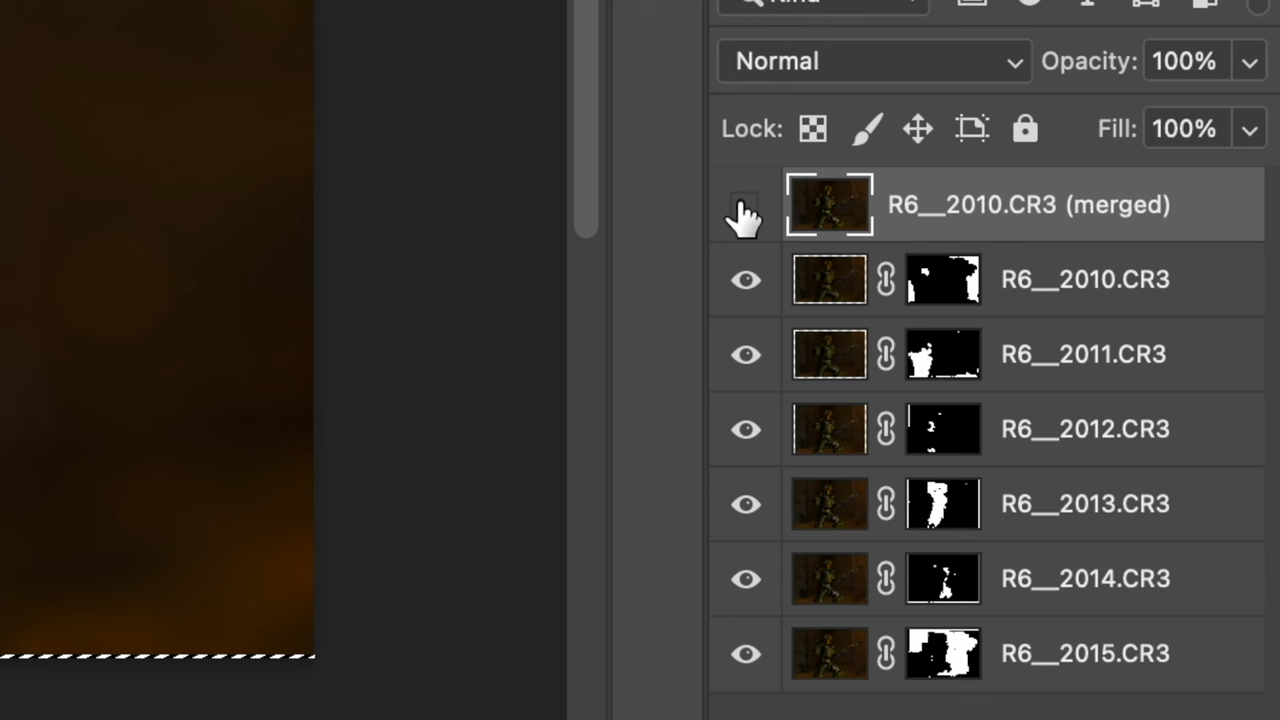 Kind
Normal Opacity: 100%
Lock: Fill: 100%
R6__2010.CR3 (merged)
R6__2010.CR3
R6__2011.CR3
R6__2012.CR3
R6__2013.CR3
R6__2014.CR3
R6__2015.CR3